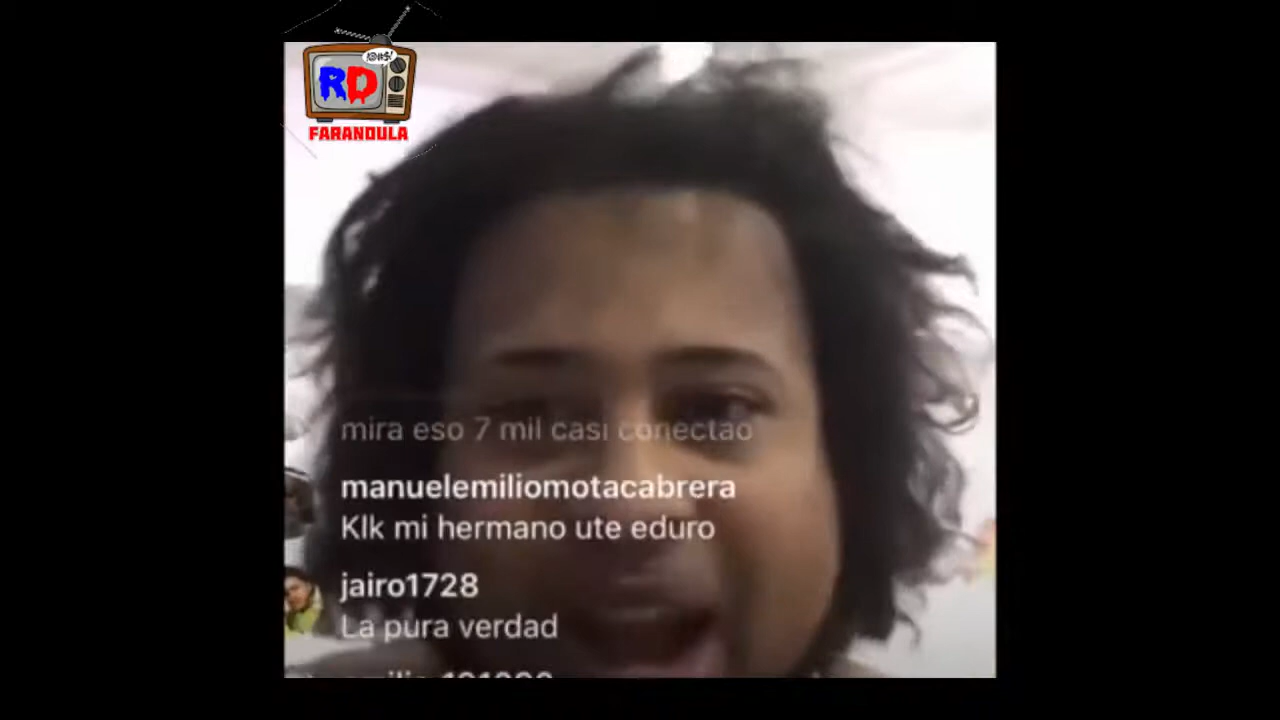 @#$!
RD
FARANDULA
mira eso 7 mil casi conectao
manuelemiliomotacabrera
Klk mi hermano ute eduro
jairo1728
La pura verdad